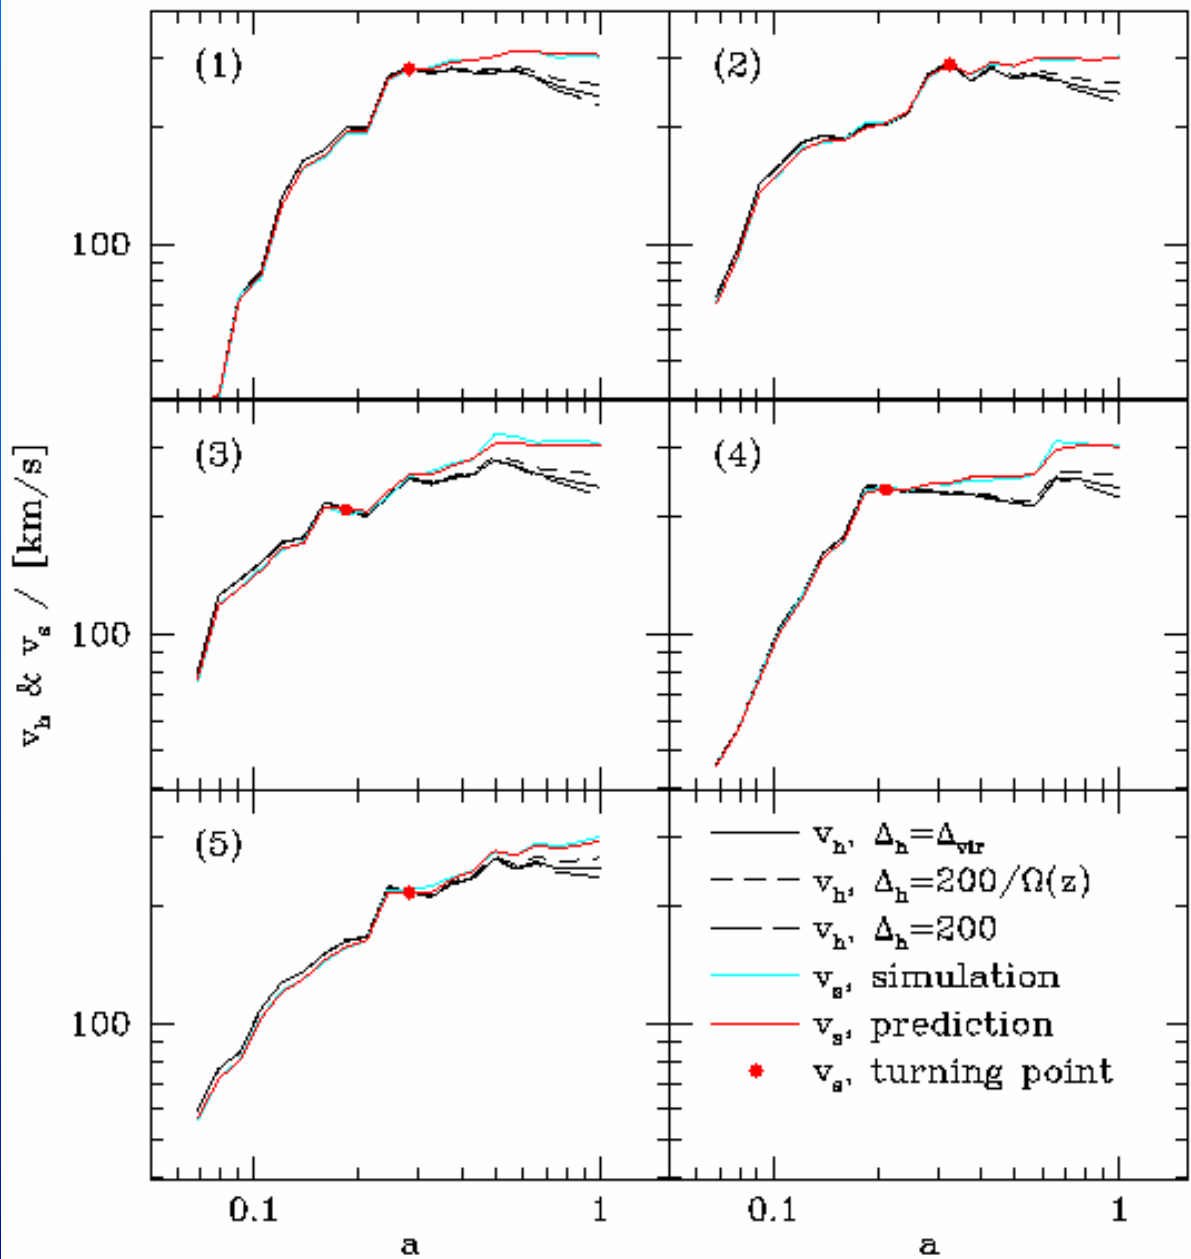 (1)
(2)
100
(3)
(4)
100
v_h & v_s / [km/s]
(5)
v_h, Δ_h=Δ_vir
v_h, Δ_h=200/Ω(z)
v_h, Δ_h=200
v_s, simulation
v_s, prediction
v_s, turning point
100
0.1 1 0.1 1
a a